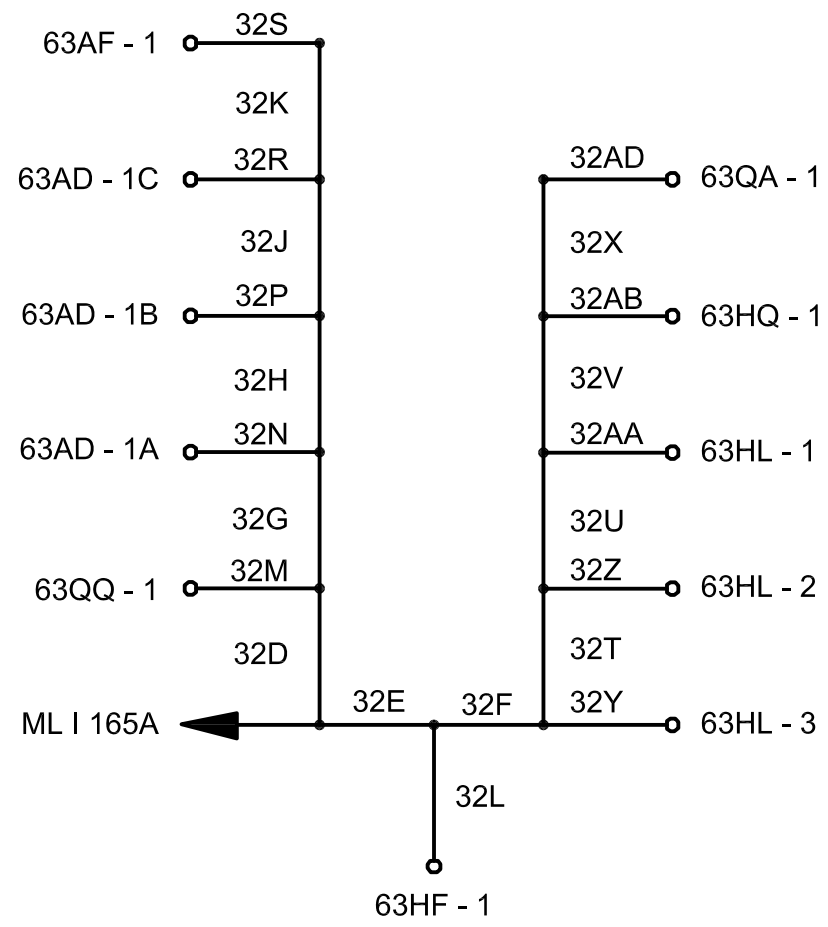 32S
63AF - 1
32K
32R
63AD - 1C
32AD
63QA - 1
32J
32X
32P
63AD - 1B
32AB
63HQ - 1
32H
32V
32N
63AD - 1A
32AA
63HL - 1
32G
32U
32M
63QQ - 1
32Z
63HL - 2
32D
32T
32E
32F
32Y
ML I 165A
63HL - 3
32L
63HF - 1